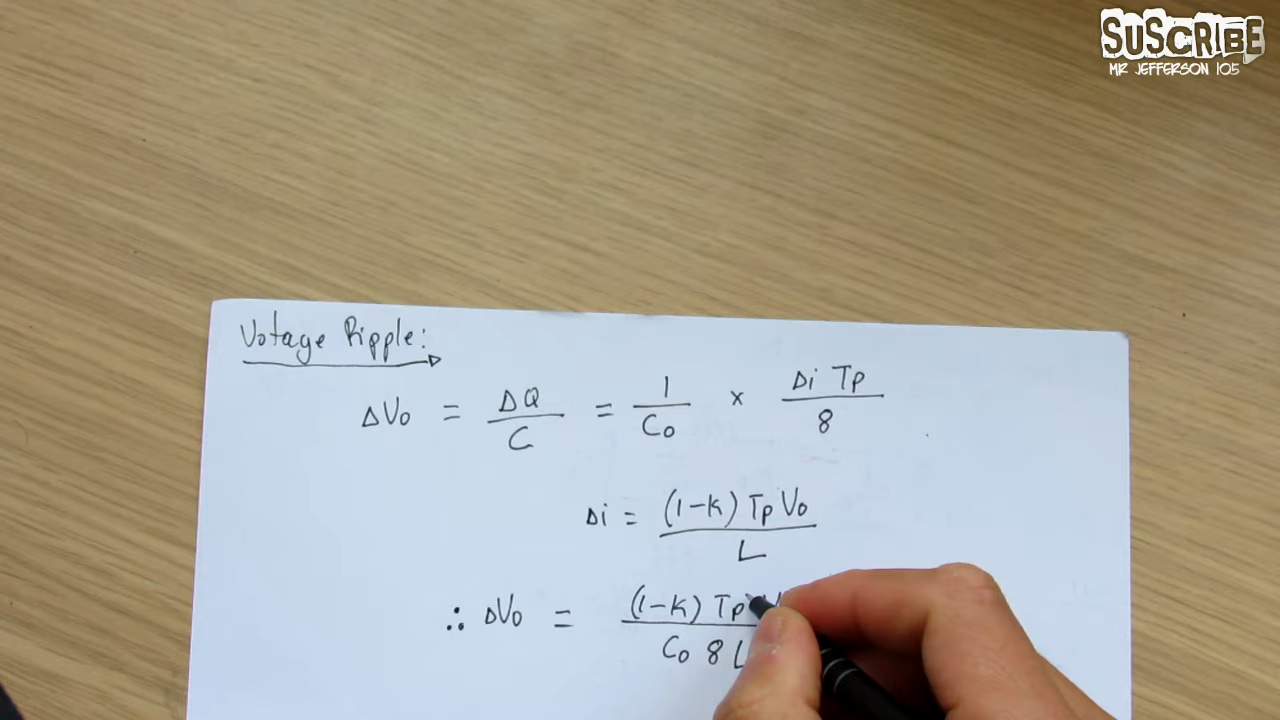 SUSCRIBE
MR JEFFERSON 105
Votage Ripple:
ΔVo = ΔQ/C = 1/Co × Δi Tp/8
Δi = (1-K) Tp Vo/L
∴ ΔVo = (1-K) Tp V/Co 8 L